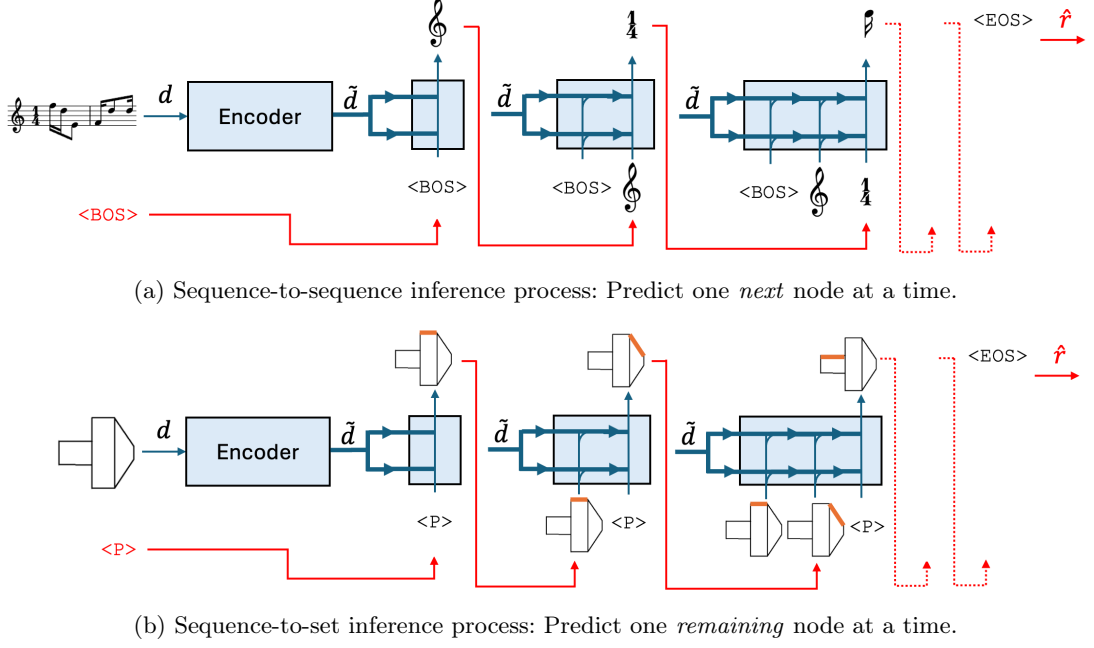 <EOS> r̂
d Encoder d̃ d̃ d̃
<BOS> <BOS> <BOS>
<BOS>
(a) Sequence-to-sequence inference process: Predict one next node at a time.
<EOS> r̂
d Encoder d̃ d̃ d̃
<P> <P> <P>
<P>
(b) Sequence-to-set inference process: Predict one remaining node at a time.